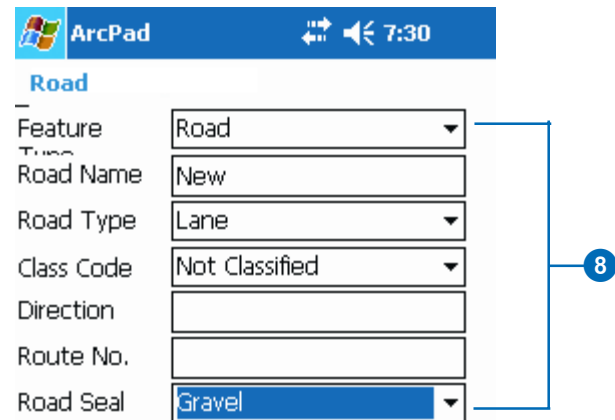 ArcPad 7:30
Road
Feature Type Road
Road Name New
Road Type Lane
Class Code Not Classified
Direction
Route No.
Road Seal Gravel
8